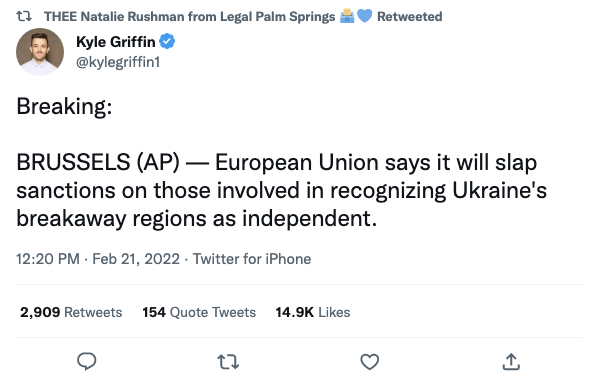 THEE Natalie Rushman from Legal Palm Springs Retweeted
Kyle Griffin
@kylegriffin1
Breaking:
BRUSSELS (AP) — European Union says it will slap
sanctions on those involved in recognizing Ukraine's
breakaway regions as independent.
12:20 PM · Feb 21, 2022 · Twitter for iPhone
2,909 Retweets 154 Quote Tweets 14.9K Likes